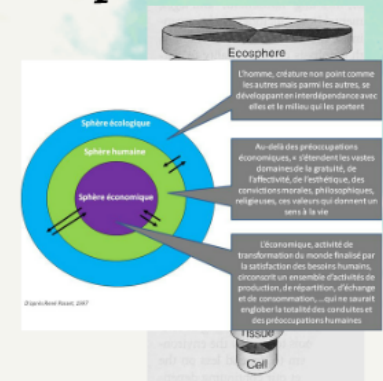 Ecosphere
L'homme, créature non point comme
les autres mais parmi les autres, se
développant en interdépendance avec
elles et le milieu qui les portent
Sphère écologique
Sphère humaine
Sphère économique
Au-delà des préoccupations
économiques, « s'étendent les vastes
domaines de la gratuité, de
l'affectivité, de l'esthétique, des
convictions morales, philosophiques,
religieuses, ces valeurs qui donnent un
sens à la vie
L'économique, activité de
transformation du monde finalisé par
la satisfaction des besoins humains,
circonscrit un ensemble d'activités de
production, de répartition, d'échange
et de consommation, ...qui ne saurait
englober la totalité des conduites et
des préoccupations humaines
D'après René Passet, 1997
Tissue
Cell